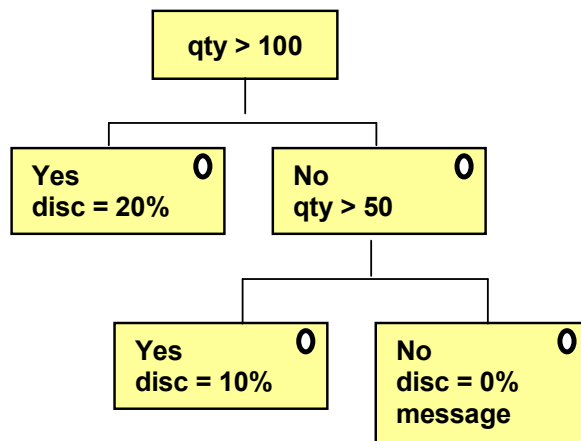 qty > 100
Yes
disc = 20%
No
qty > 50
Yes
disc = 10%
No
disc = 0%
message